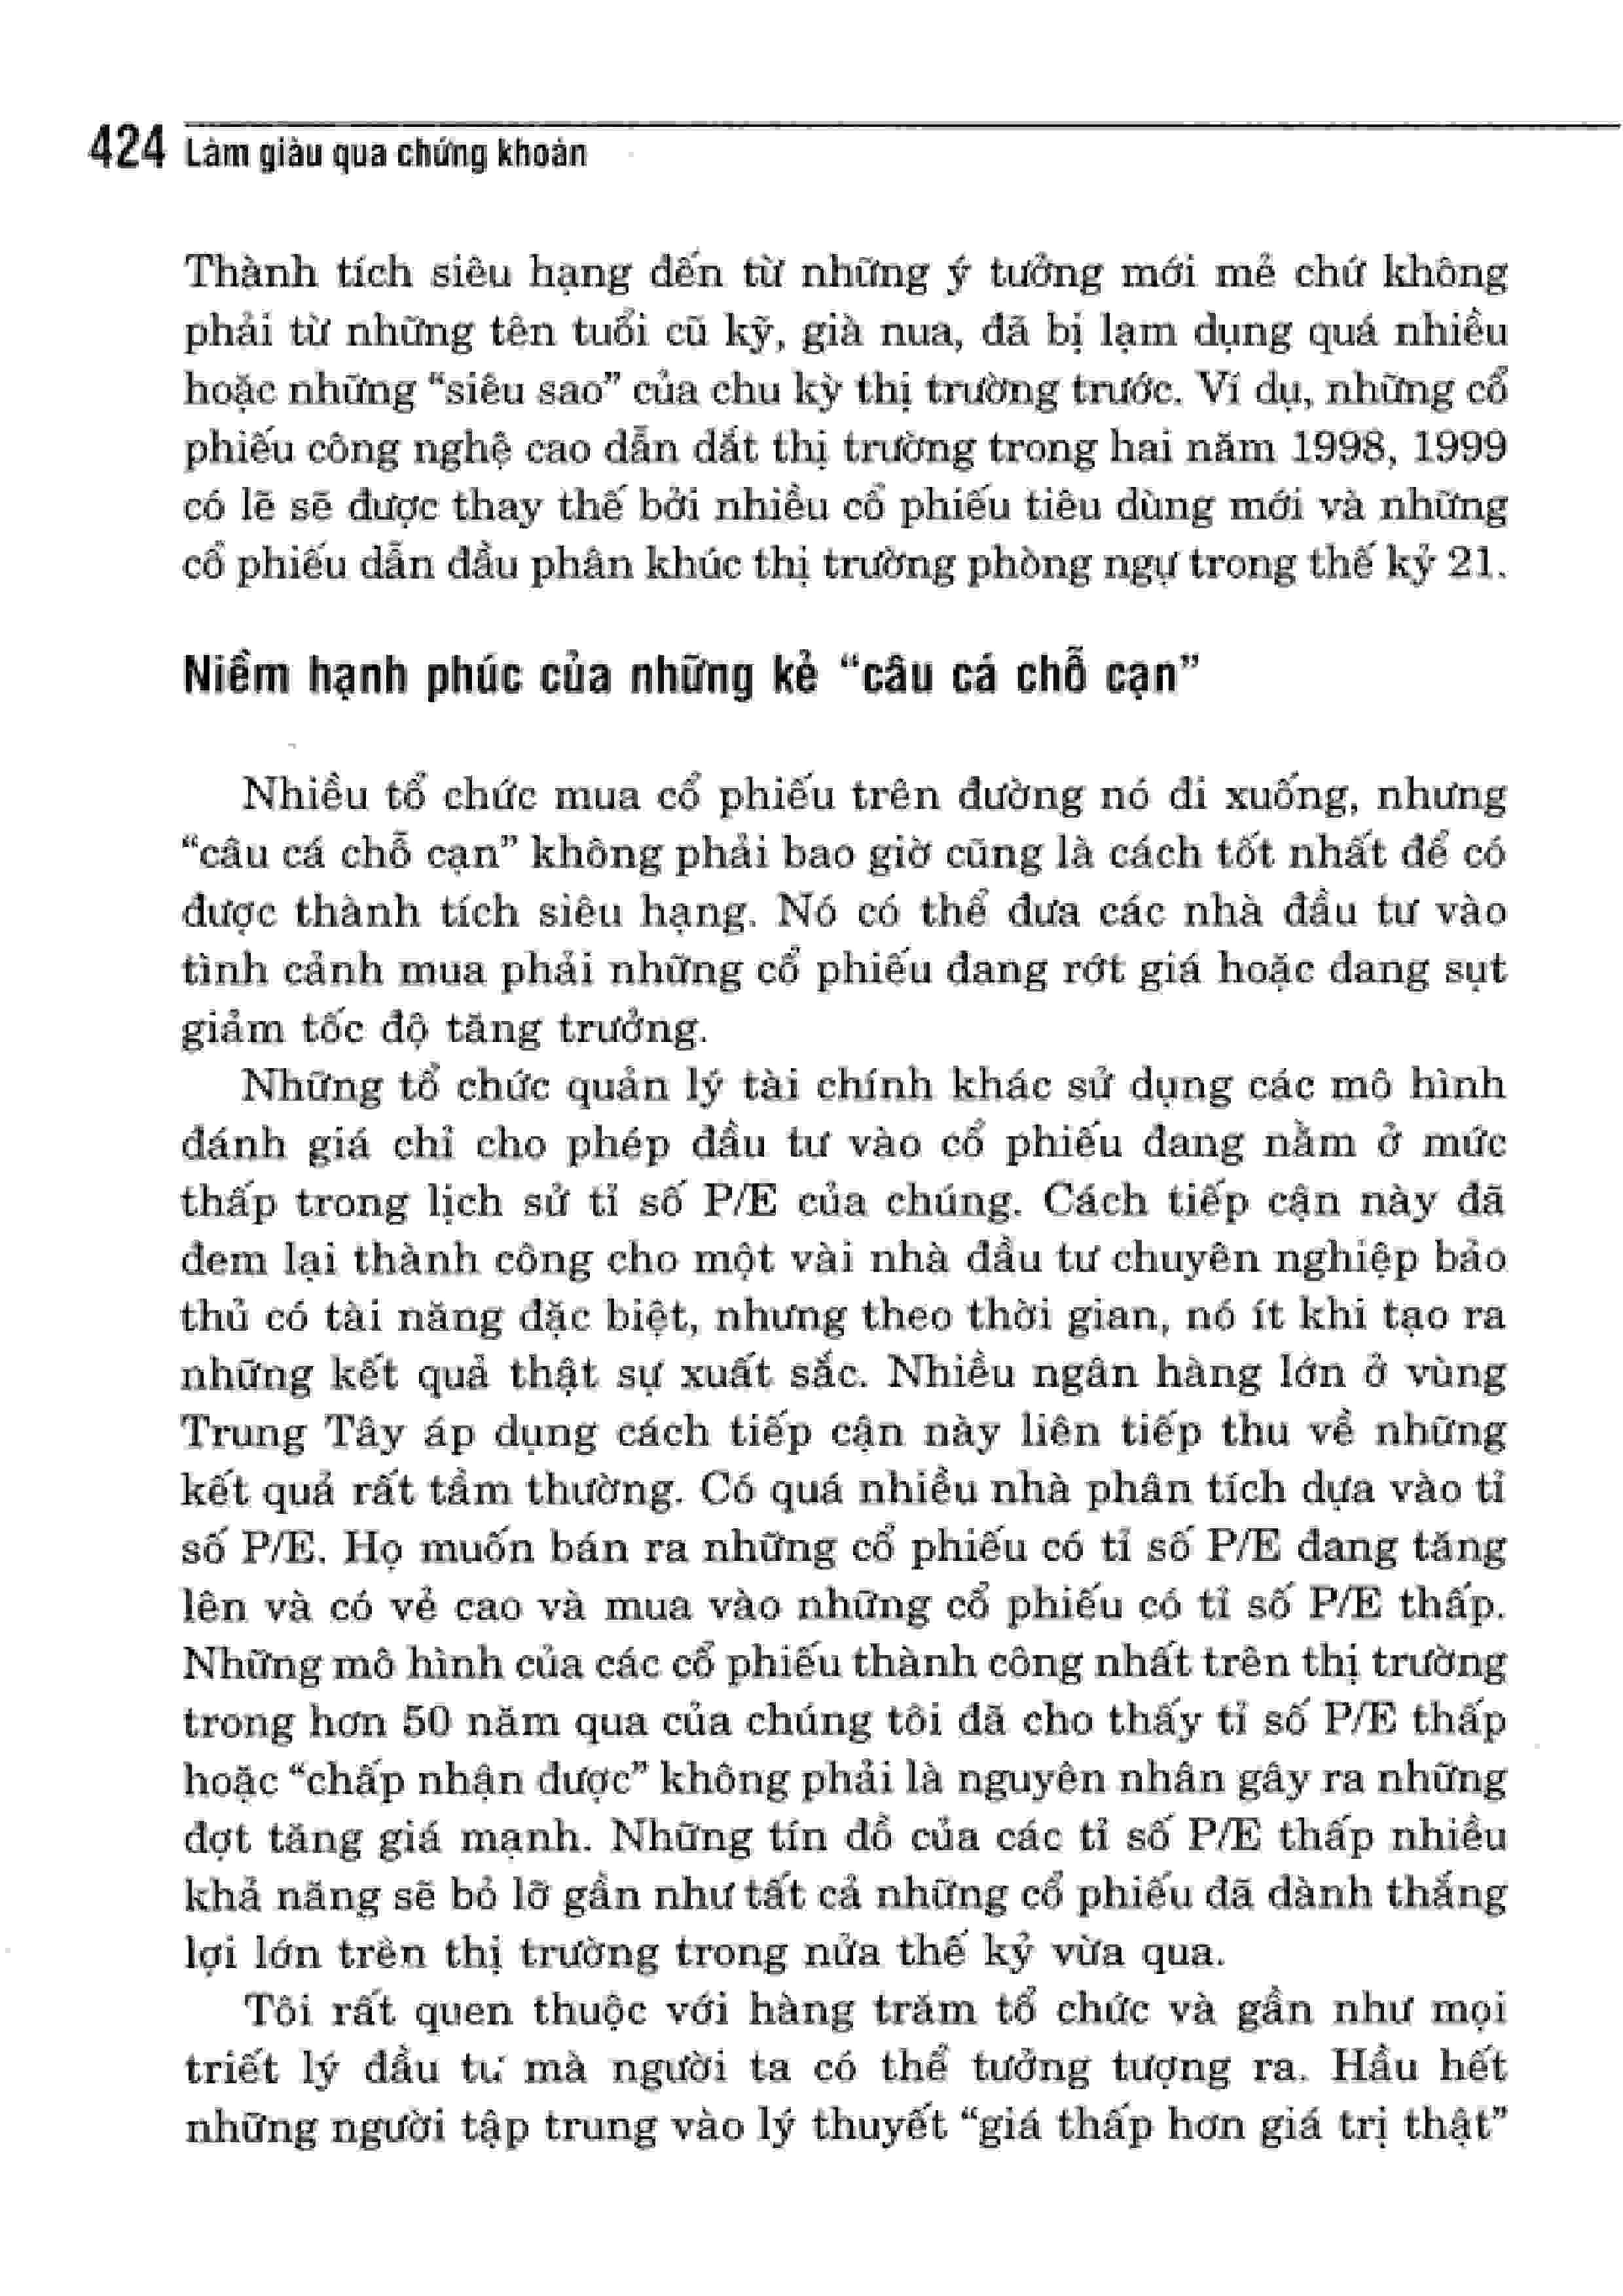 424 Làm giàu qua chứng khoán
Thành tích siêu hạng đến từ những ý tưởng mới mẻ chứ không
phải từ những tên tuổi cũ kỹ, già nua, đã bị lạm dụng quá nhiều
hoặc những “siêu sao” của chu kỳ thị trường trước. Ví dụ, những cổ
phiếu công nghệ cao dẫn dắt thị trường trong hai năm 1998, 1999
có lẽ sẽ được thay thế bởi nhiều cổ phiếu tiêu dùng mới và những
cổ phiếu dẫn đầu phân khúc thị trường phòng ngự trong thế kỷ 21.
Niềm hạnh phúc của những kẻ “câu cá chỗ cạn”
Nhiều tổ chức mua cổ phiếu trên đường nó đi xuống, nhưng
“câu cá chỗ cạn” không phải bao giờ cũng là cách tốt nhất để có
được thành tích siêu hạng. Nó có thể đưa các nhà đầu tư vào
tình cảnh mua phải những cổ phiếu đang rớt giá hoặc đang sụt
giảm tốc độ tăng trưởng.
Những tổ chức quản lý tài chính khác sử dụng các mô hình
đánh giá chỉ cho phép đầu tư vào cổ phiếu đang nằm ở mức
thấp trong lịch sử tỉ số P/E của chúng. Cách tiếp cận này đã
đem lại thành công cho một vài nhà đầu tư chuyên nghiệp bảo
thủ có tài năng đặc biệt, nhưng theo thời gian, nó ít khi tạo ra
những kết quả thật sự xuất sắc. Nhiều ngân hàng lớn ở vùng
Trung Tây áp dụng cách tiếp cận này liên tiếp thu về những
kết quả rất tầm thường. Có quá nhiều nhà phân tích dựa vào tỉ
số P/E. Họ muốn bán ra những cổ phiếu có tỉ số P/E đang tăng
lên và có vẻ cao và mua vào những cổ phiếu có tỉ số P/E thấp.
Những mô hình của các cổ phiếu thành công nhất trên thị trường
trong hơn 50 năm qua của chúng tôi đã cho thấy tỉ số P/E thấp
hoặc “chấp nhận được” không phải là nguyên nhân gây ra những
đợt tăng giá mạnh. Những tín đồ của các tỉ số P/E thấp nhiều
khả năng sẽ bỏ lỡ gần như tất cả những cổ phiếu đã dành thắng
lợi lớn trên thị trường trong nửa thế kỷ vừa qua.
Tôi rất quen thuộc với hàng trăm tổ chức và gần như mọi
triết lý đầu tư mà người ta có thể tưởng tượng ra. Hầu hết
những người tập trung vào lý thuyết “giá thấp hơn giá trị thật”